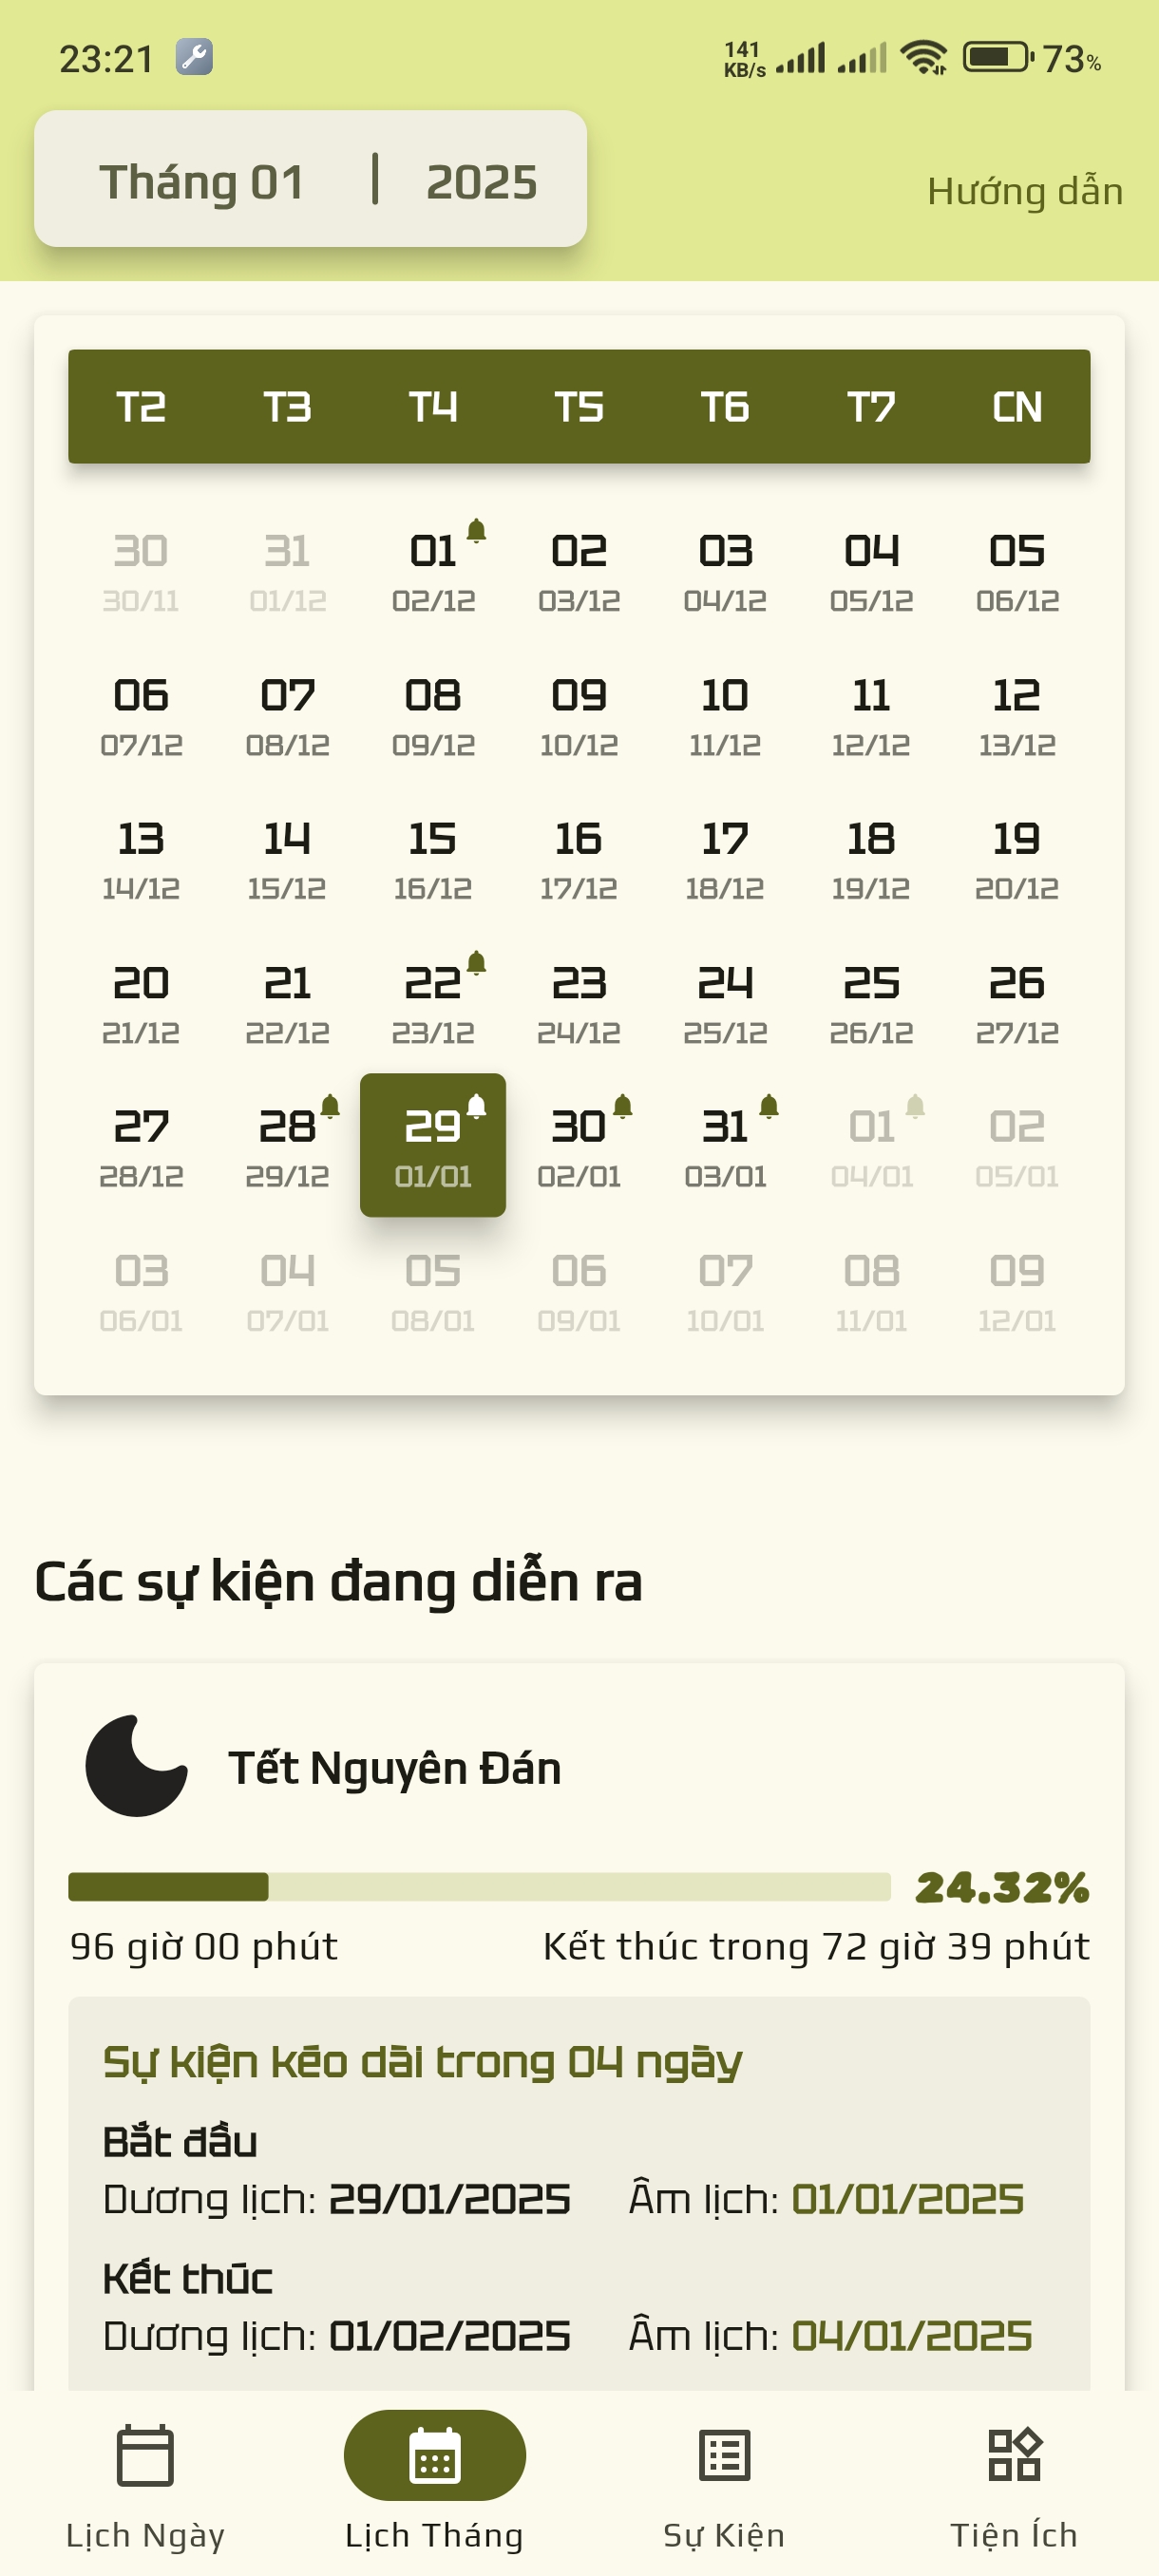 23:21 141 KB/s 73%
Tháng 01 | 2025 Hướng dẫn
T2 T3 T4 T5 T6 T7 CN
30 31 01 02 03 04 05
30/11 01/12 02/12 03/12 04/12 05/12 06/12
06 07 08 09 10 11 12
07/12 08/12 09/12 10/12 11/12 12/12 13/12
13 14 15 16 17 18 19
14/12 15/12 16/12 17/12 18/12 19/12 20/12
20 21 22 23 24 25 26
21/12 22/12 23/12 24/12 25/12 26/12 27/12
27 28 29 30 31 01 02
28/12 29/12 01/01 02/01 03/01 04/01 05/01
03 04 05 06 07 08 09
06/01 07/01 08/01 09/01 10/01 11/01 12/01
Các sự kiện đang diễn ra
Tết Nguyên Đán
24.32%
96 giờ 00 phút Kết thúc trong 72 giờ 39 phút
Sự kiện kéo dài trong 04 ngày
Bắt đầu
Dương lịch: 29/01/2025 Âm lịch: 01/01/2025
Kết thúc
Dương lịch: 01/02/2025 Âm lịch: 04/01/2025
Lịch Ngày Lịch Tháng Sự Kiện Tiện Ích